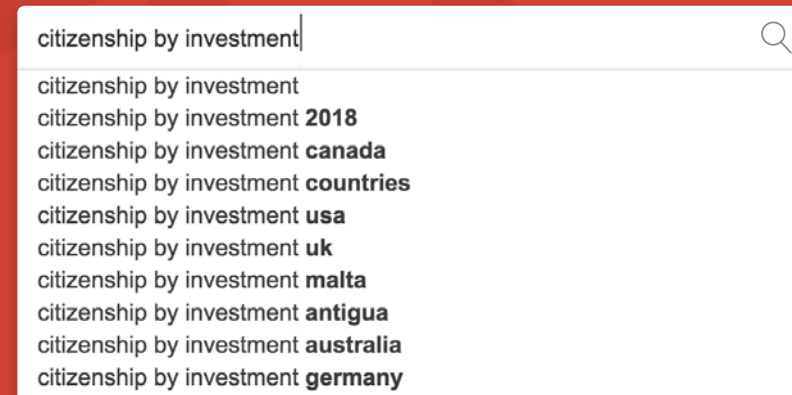 citizenship by investment
citizenship by investment
citizenship by investment 2018
citizenship by investment canada
citizenship by investment countries
citizenship by investment usa
citizenship by investment uk
citizenship by investment malta
citizenship by investment antigua
citizenship by investment australia
citizenship by investment germany